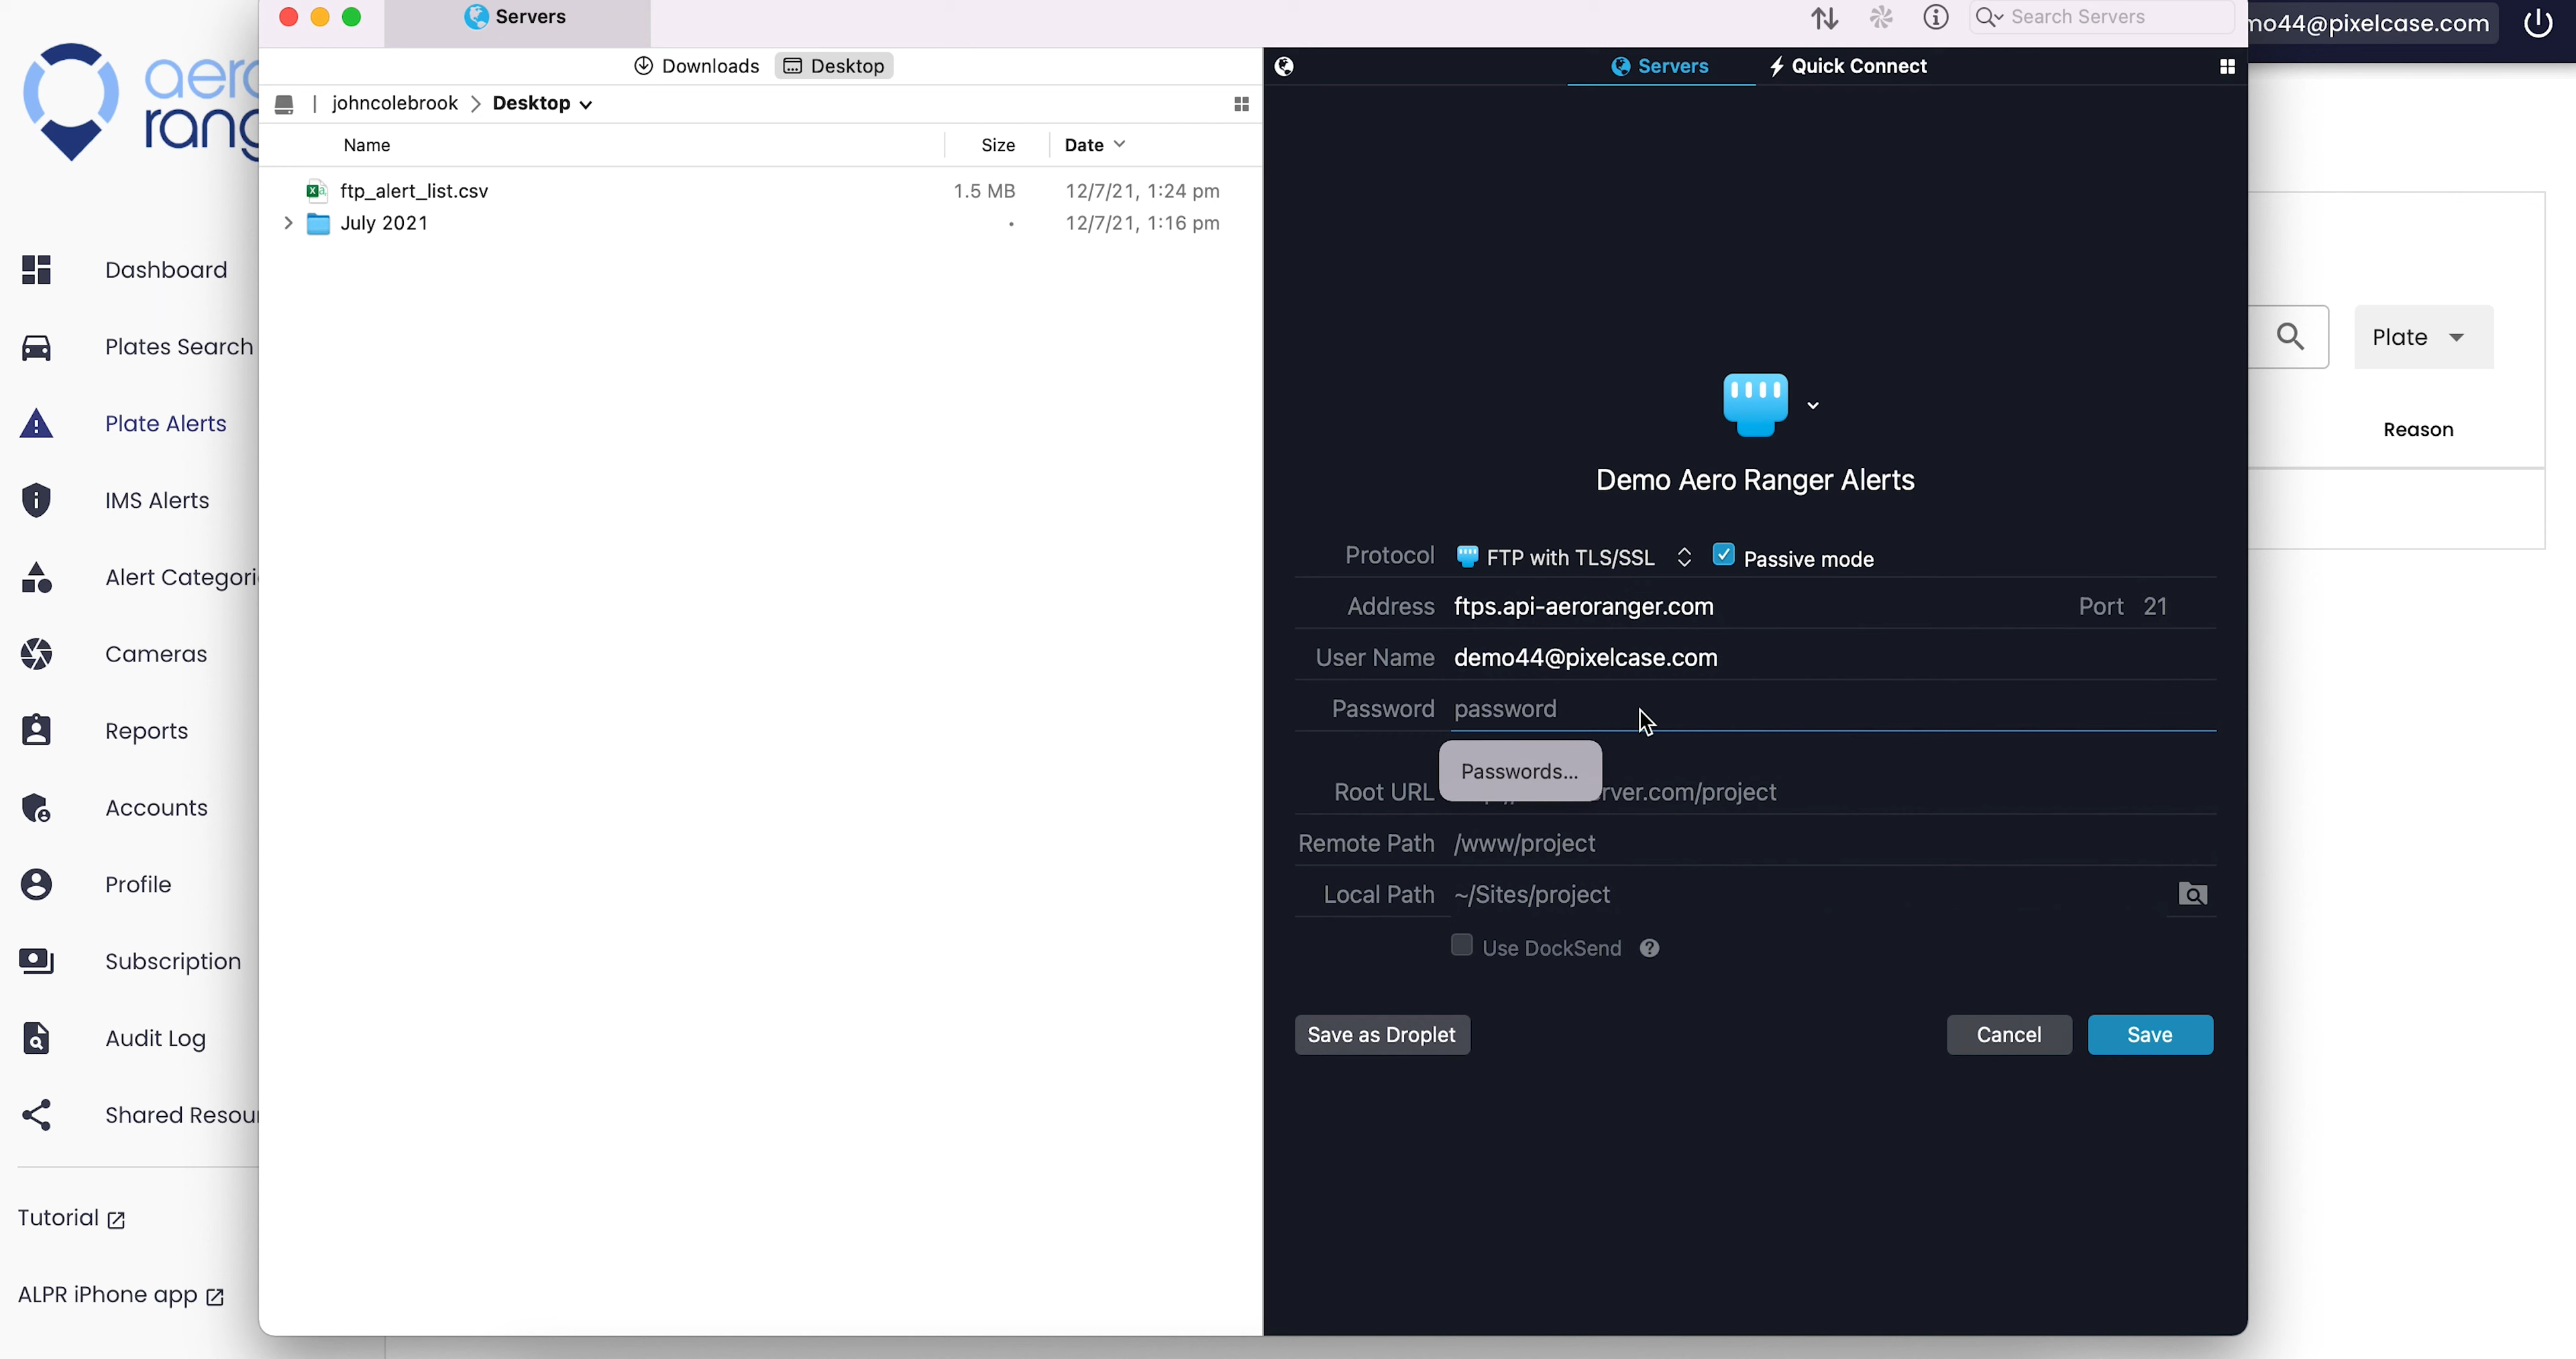 Servers
Search Servers
mo44@pixelcase.com
Downloads
Desktop
Servers
Quick Connect
johncolebrook > Desktop
Name
Size
Date
ftp_alert_list.csv
1.5 MB
12/7/21, 1:24 pm
July 2021
12/7/21, 1:16 pm
aero
rang
Dashboard
Plates Search
Plate Alerts
IMS Alerts
Alert Categori
Cameras
Reports
Accounts
Profile
Subscription
Audit Log
Shared Resour
Tutorial
ALPR iPhone app
Demo Aero Ranger Alerts
Protocol FTP with TLS/SSL Passive mode
Address ftps.api-aeroranger.com Port 21
User Name demo44@pixelcase.com
Password password
Passwords...
Root URL rver.com/project
Remote Path /www/project
Local Path ~/Sites/project
Use DockSend
Save as Droplet
Cancel
Save
Plate
Reason